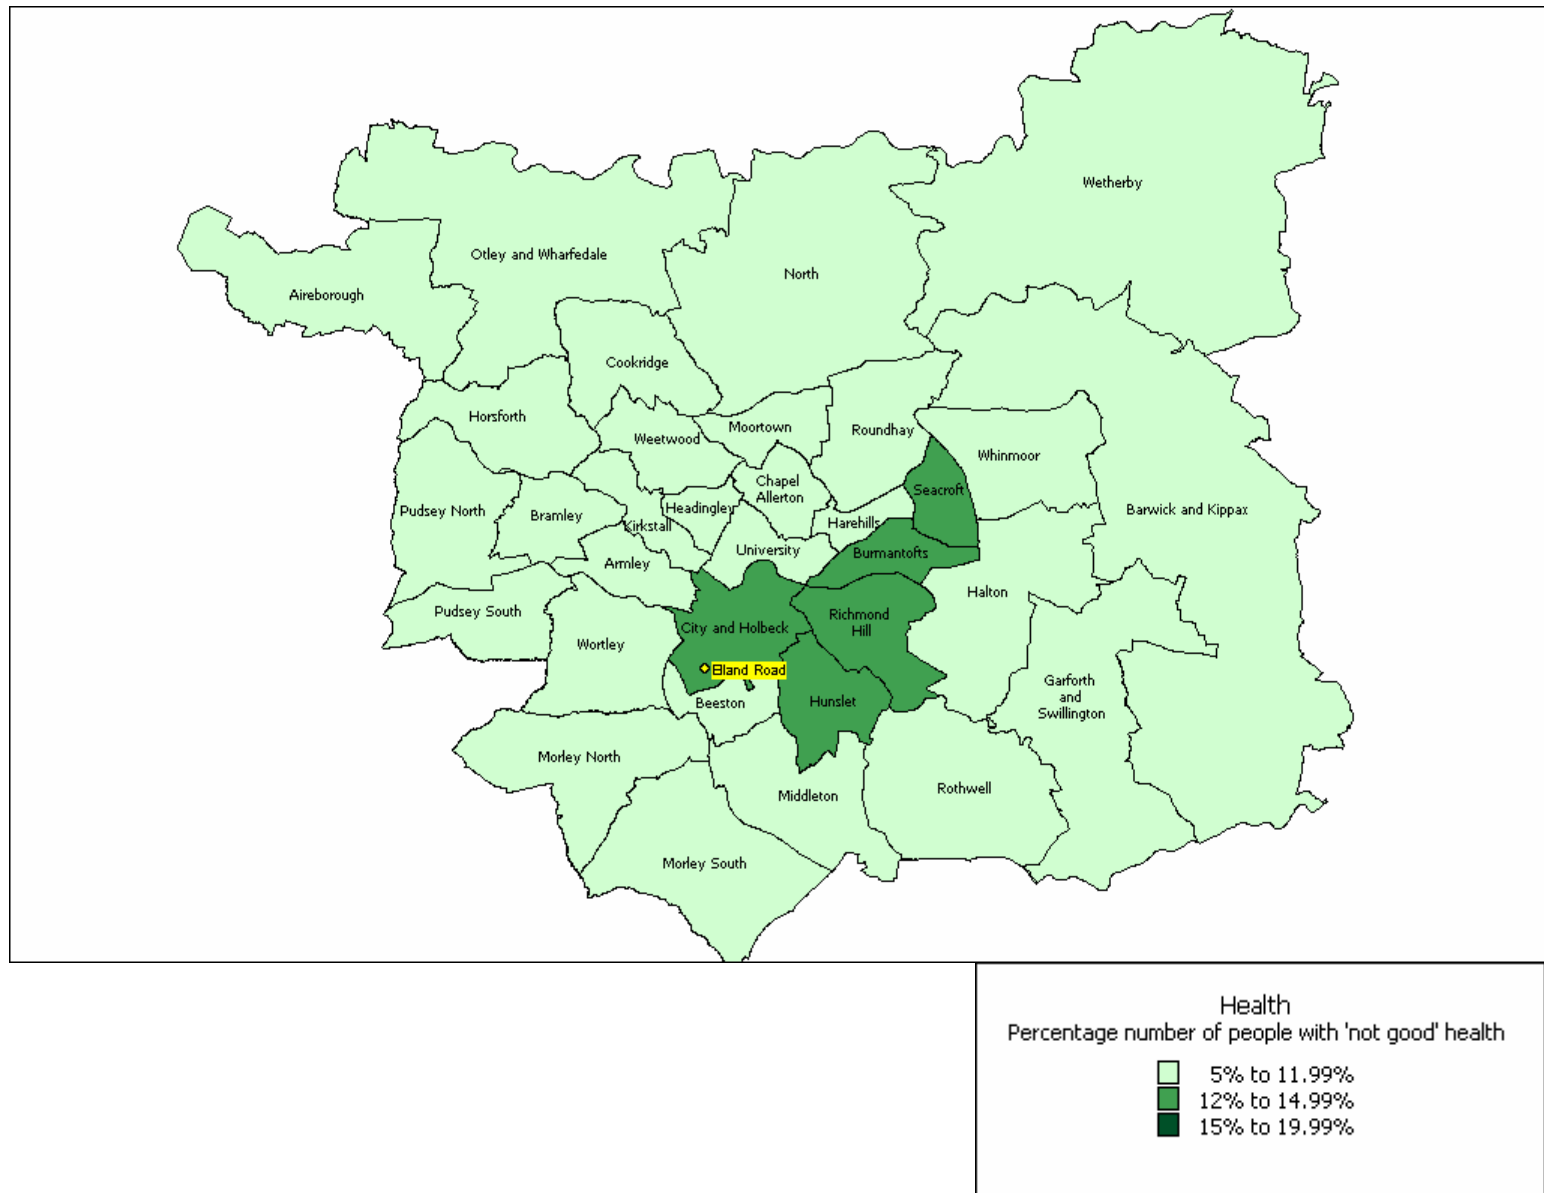 Wetherby
Otley and Wharfedale
North
Aireborough
Cookridge
Horsforth
Moortown
Roundhay
Weetwood
Whinmoor
Chapel
Allerton
Seacroft
Pudsey North
Bramley
Headingley
Barwick and Kippax
Kirkstall
Harehills
University
Burmantofts
Armley
Halton
Pudsey South
Richmond
Hill
City and Holbeck
Wortley
Elland Road
Garforth
and
Swillington
Beeston
Hunslet
Morley North
Middleton
Rothwell
Morley South
Health
Percentage number of people with 'not good' health
5% to 11.99%
12% to 14.99%
15% to 19.99%